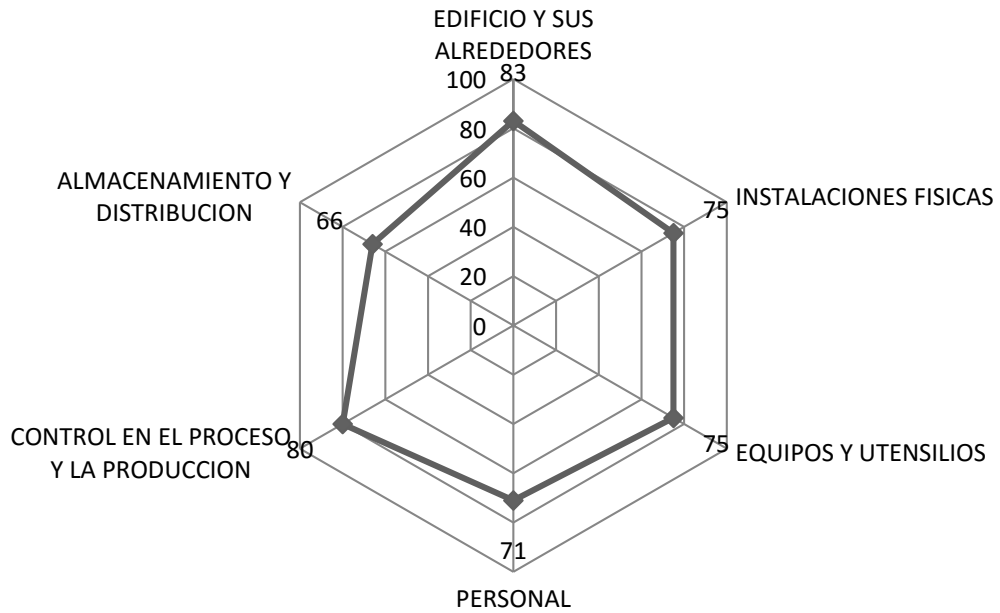 EDIFICIO Y SUS
ALREDEDORES
83
100
80
60
40
20
0
INSTALACIONES FISICAS
75
EQUIPOS Y UTENSILIOS
75
71
PERSONAL
CONTROL EN EL PROCESO
Y LA PRODUCCION
80
ALMACENAMIENTO Y
DISTRIBUCION
66